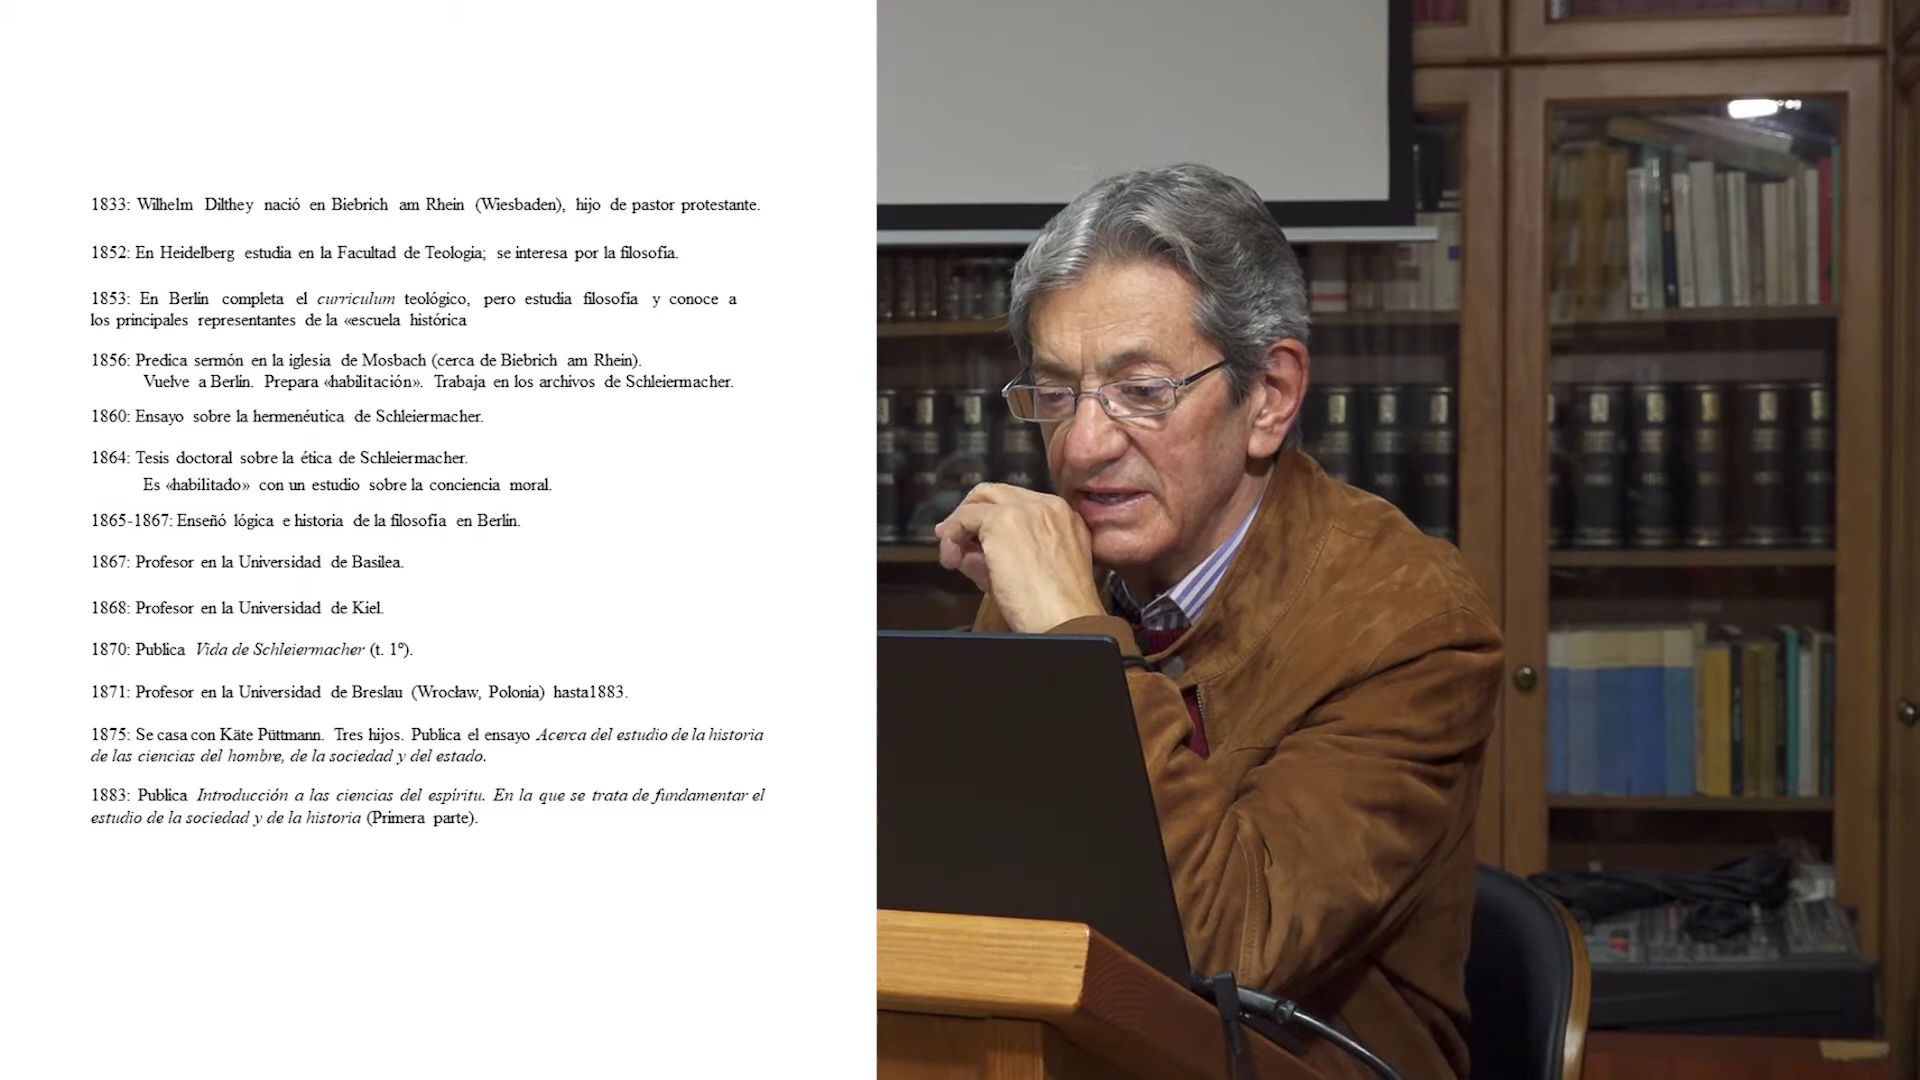 1833: Wilhelm Dilthey nació en Biebrich am Rhein (Wiesbaden), hijo de pastor protestante.
1852: En Heidelberg estudia en la Facultad de Teologia; se interesa por la filosofía.
1853: En Berlin completa el curriculum teológico, pero estudia filosofía y conoce a
los principales representantes de la «escuela histórica
1856: Predica sermón en la iglesia de Mosbach (cerca de Biebrich am Rhein).
Vuelve a Berlin. Prepara «habilitación». Trabaja en los archivos de Schleiermacher.
1860: Ensayo sobre la hermenéutica de Schleiermacher.
1864: Tesis doctoral sobre la ética de Schleiermacher.
Es «habilitado» con un estudio sobre la conciencia moral.
1865-1867: Enseñó lógica e historia de la filosofía en Berlín.
1867: Profesor en la Universidad de Basilea.
1868: Profesor en la Universidad de Kiel.
1870: Publica Vida de Schleiermacher (t. 1º).
1871: Profesor en la Universidad de Breslau (Wrocław, Polonia) hasta1883.
1875: Se casa con Käte Püttmann. Tres hijos. Publica el ensayo Acerca del estudio de la historia
de las ciencias del hombre, de la sociedad y del estado.
1883: Publica Introducción a las ciencias del espíritu. En la que se trata de fundamentar el
estudio de la sociedad y de la historia (Primera parte).